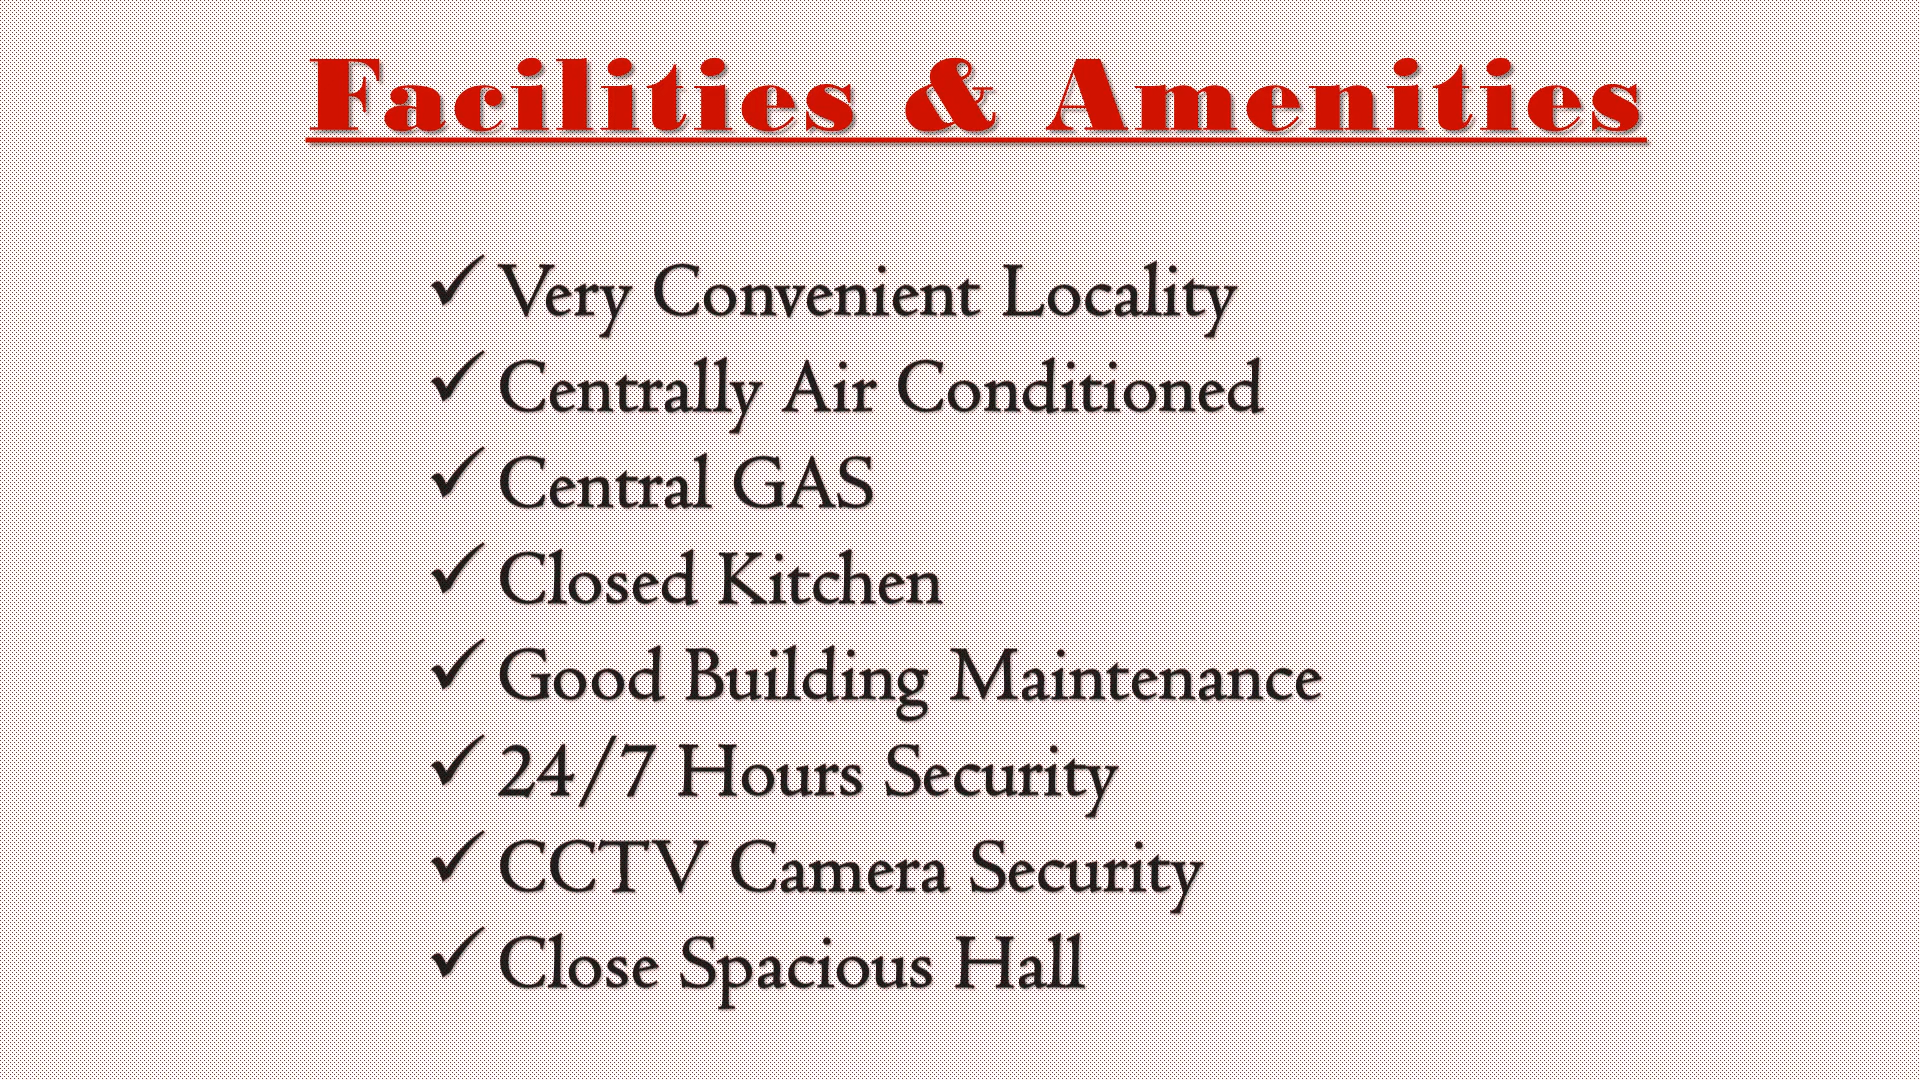 Facilities & Amenities
✓ Very Convenient Locality
✓ Centrally Air Conditioned
✓ Central GAS
✓ Closed Kitchen
✓ Good Building Maintenance
✓ 24/7 Hours Security
✓ CCTV Camera Security
✓ Close Spacious Hall